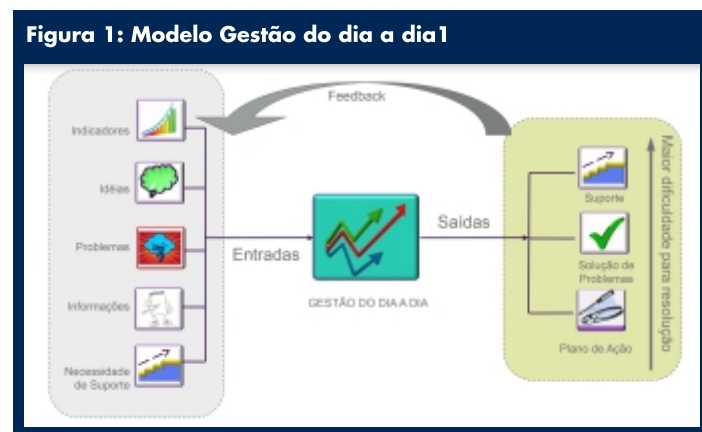 Figura 1: Modelo Gestão do dia a dia1
Feedback
Indicadores
Idéias
Problemas
Informações
Necessidade
de Suporte
Entradas
GESTÃO DO DIA A DIA
Saídas
Suporte
Solução de
Problemas
Plano de Ação
Maior dificuldade para resolução